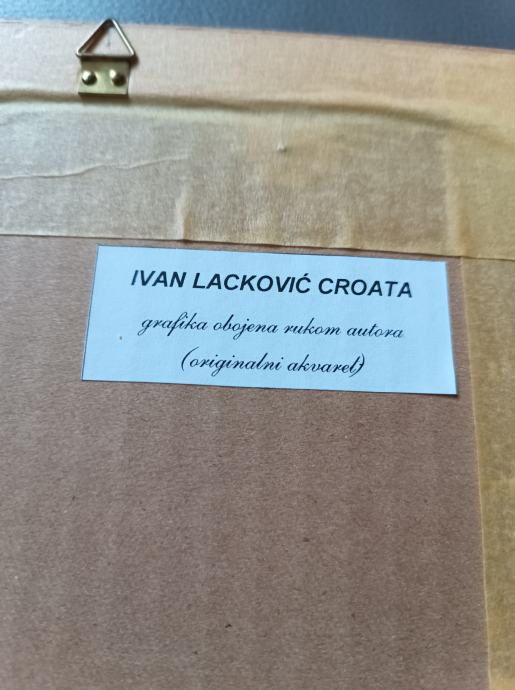 IVAN LACKOVIĆ CROATA
grafika obojena rukom autora
(originalni akvarel)